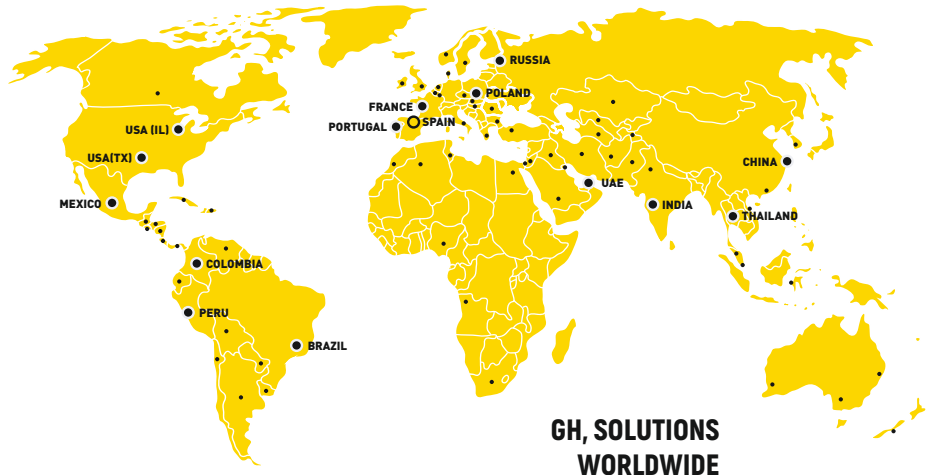 RUSSIA
POLAND
FRANCE
SPAIN
PORTUGAL
USA (IL)
USA(TX)
CHINA
MEXICO
UAE
INDIA
THAILAND
COLOMBIA
PERU
BRAZIL
GH, SOLUTIONS
WORLDWIDE